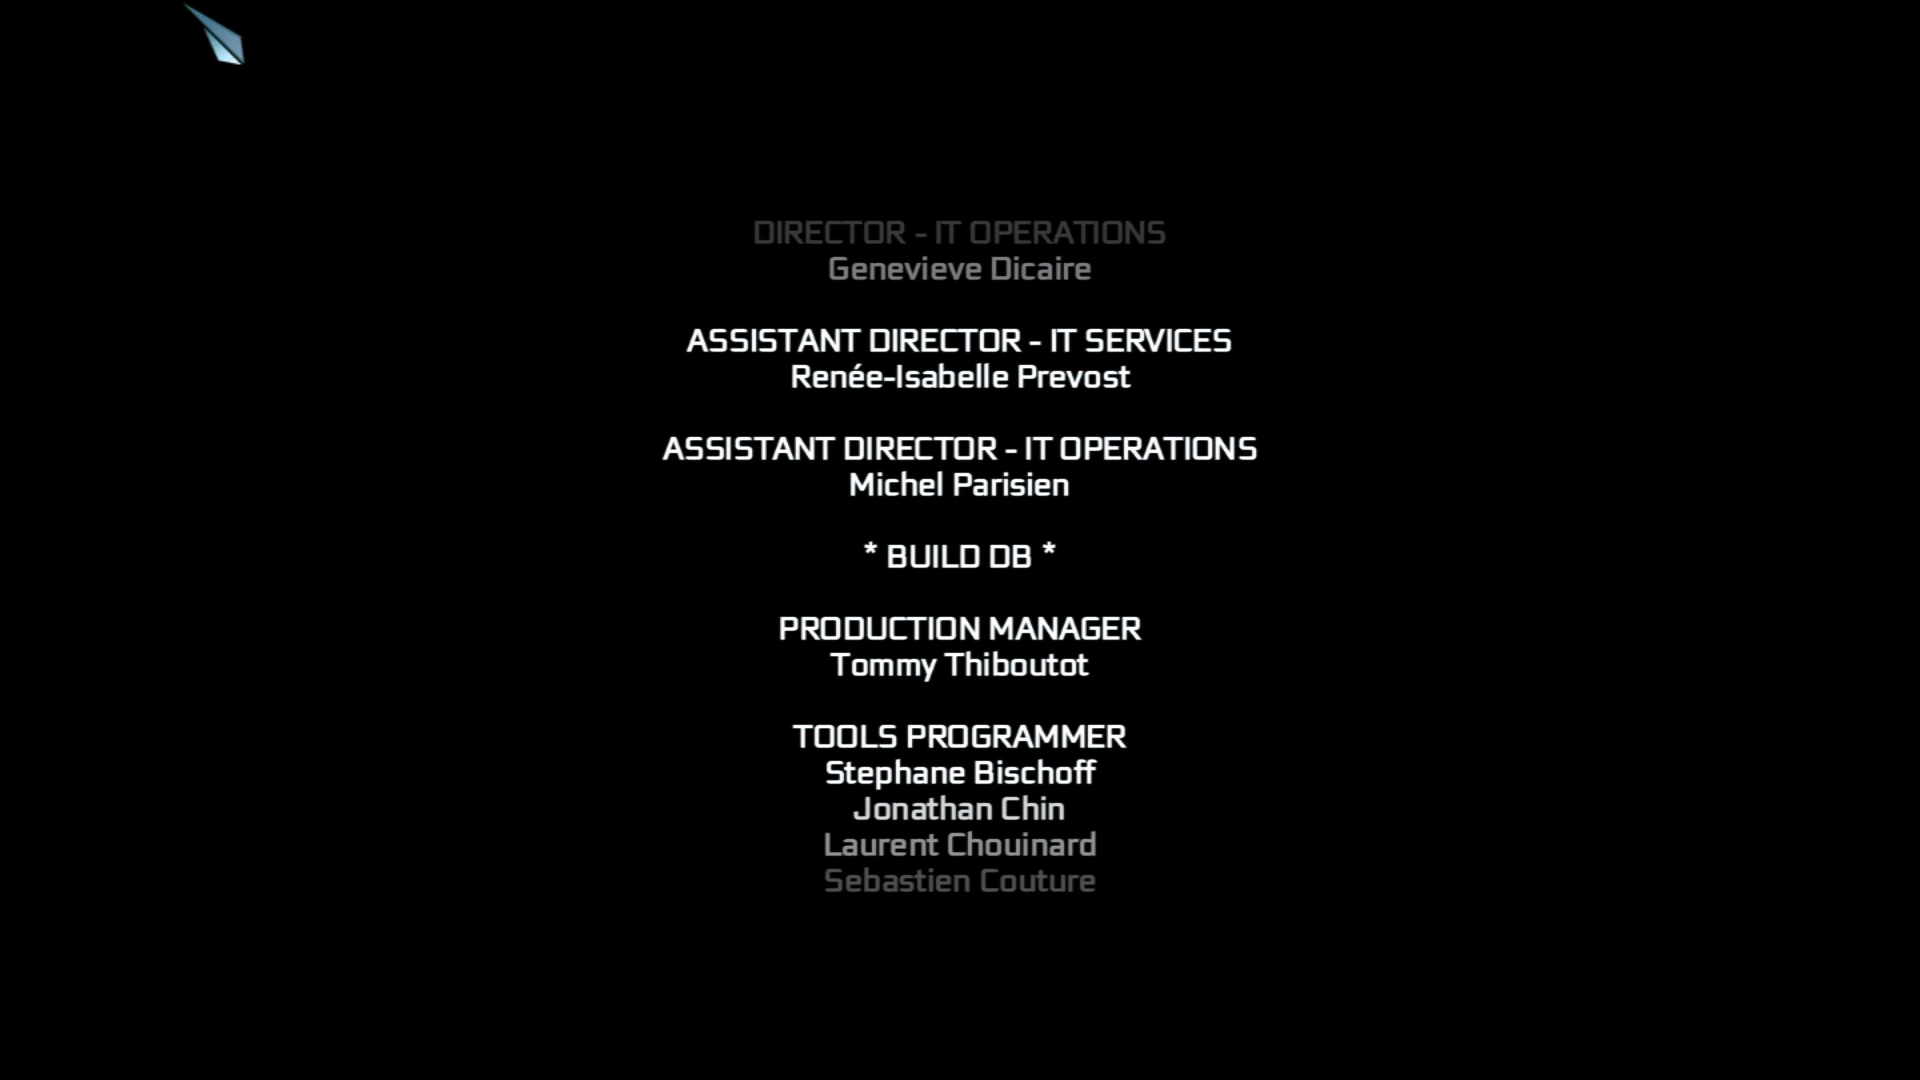 DIRECTOR - IT OPERATIONS
Genevieve Dicaire
ASSISTANT DIRECTOR - IT SERVICES
Renée-Isabelle Prevost
ASSISTANT DIRECTOR - IT OPERATIONS
Michel Parisien
* BUILD DB *
PRODUCTION MANAGER
Tommy Thiboutot
TOOLS PROGRAMMER
Stephane Bischoff
Jonathan Chin
Laurent Chouinard
Sebastien Couture